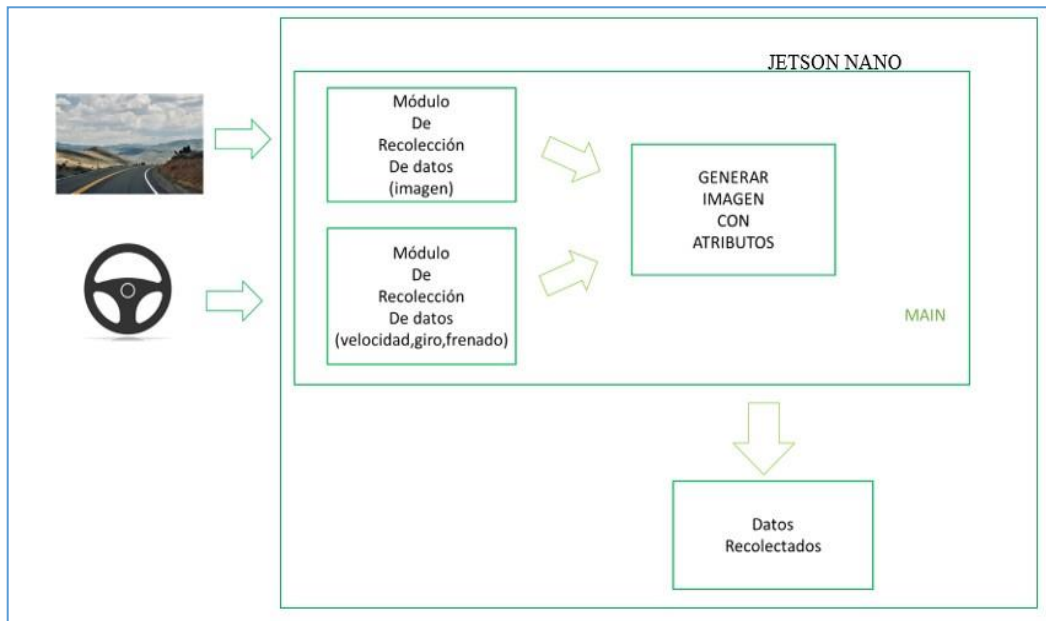 JETSON NANO
Módulo
De
Recolección
De datos
(imagen)
Módulo
De
Recolección
De datos
(velocidad,giro,frenado)
GENERAR
IMAGEN
CON
ATRIBUTOS
MAIN
Datos
Recolectados